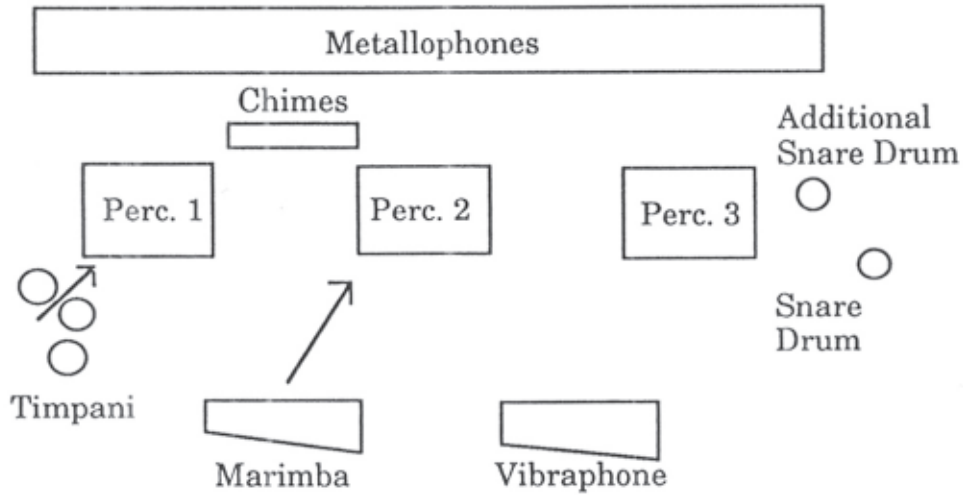 Metallophones
Chimes
Additional
Snare Drum
Perc. 1
Perc. 2
Perc. 3
Snare
Drum
Timpani
Marimba
Vibraphone